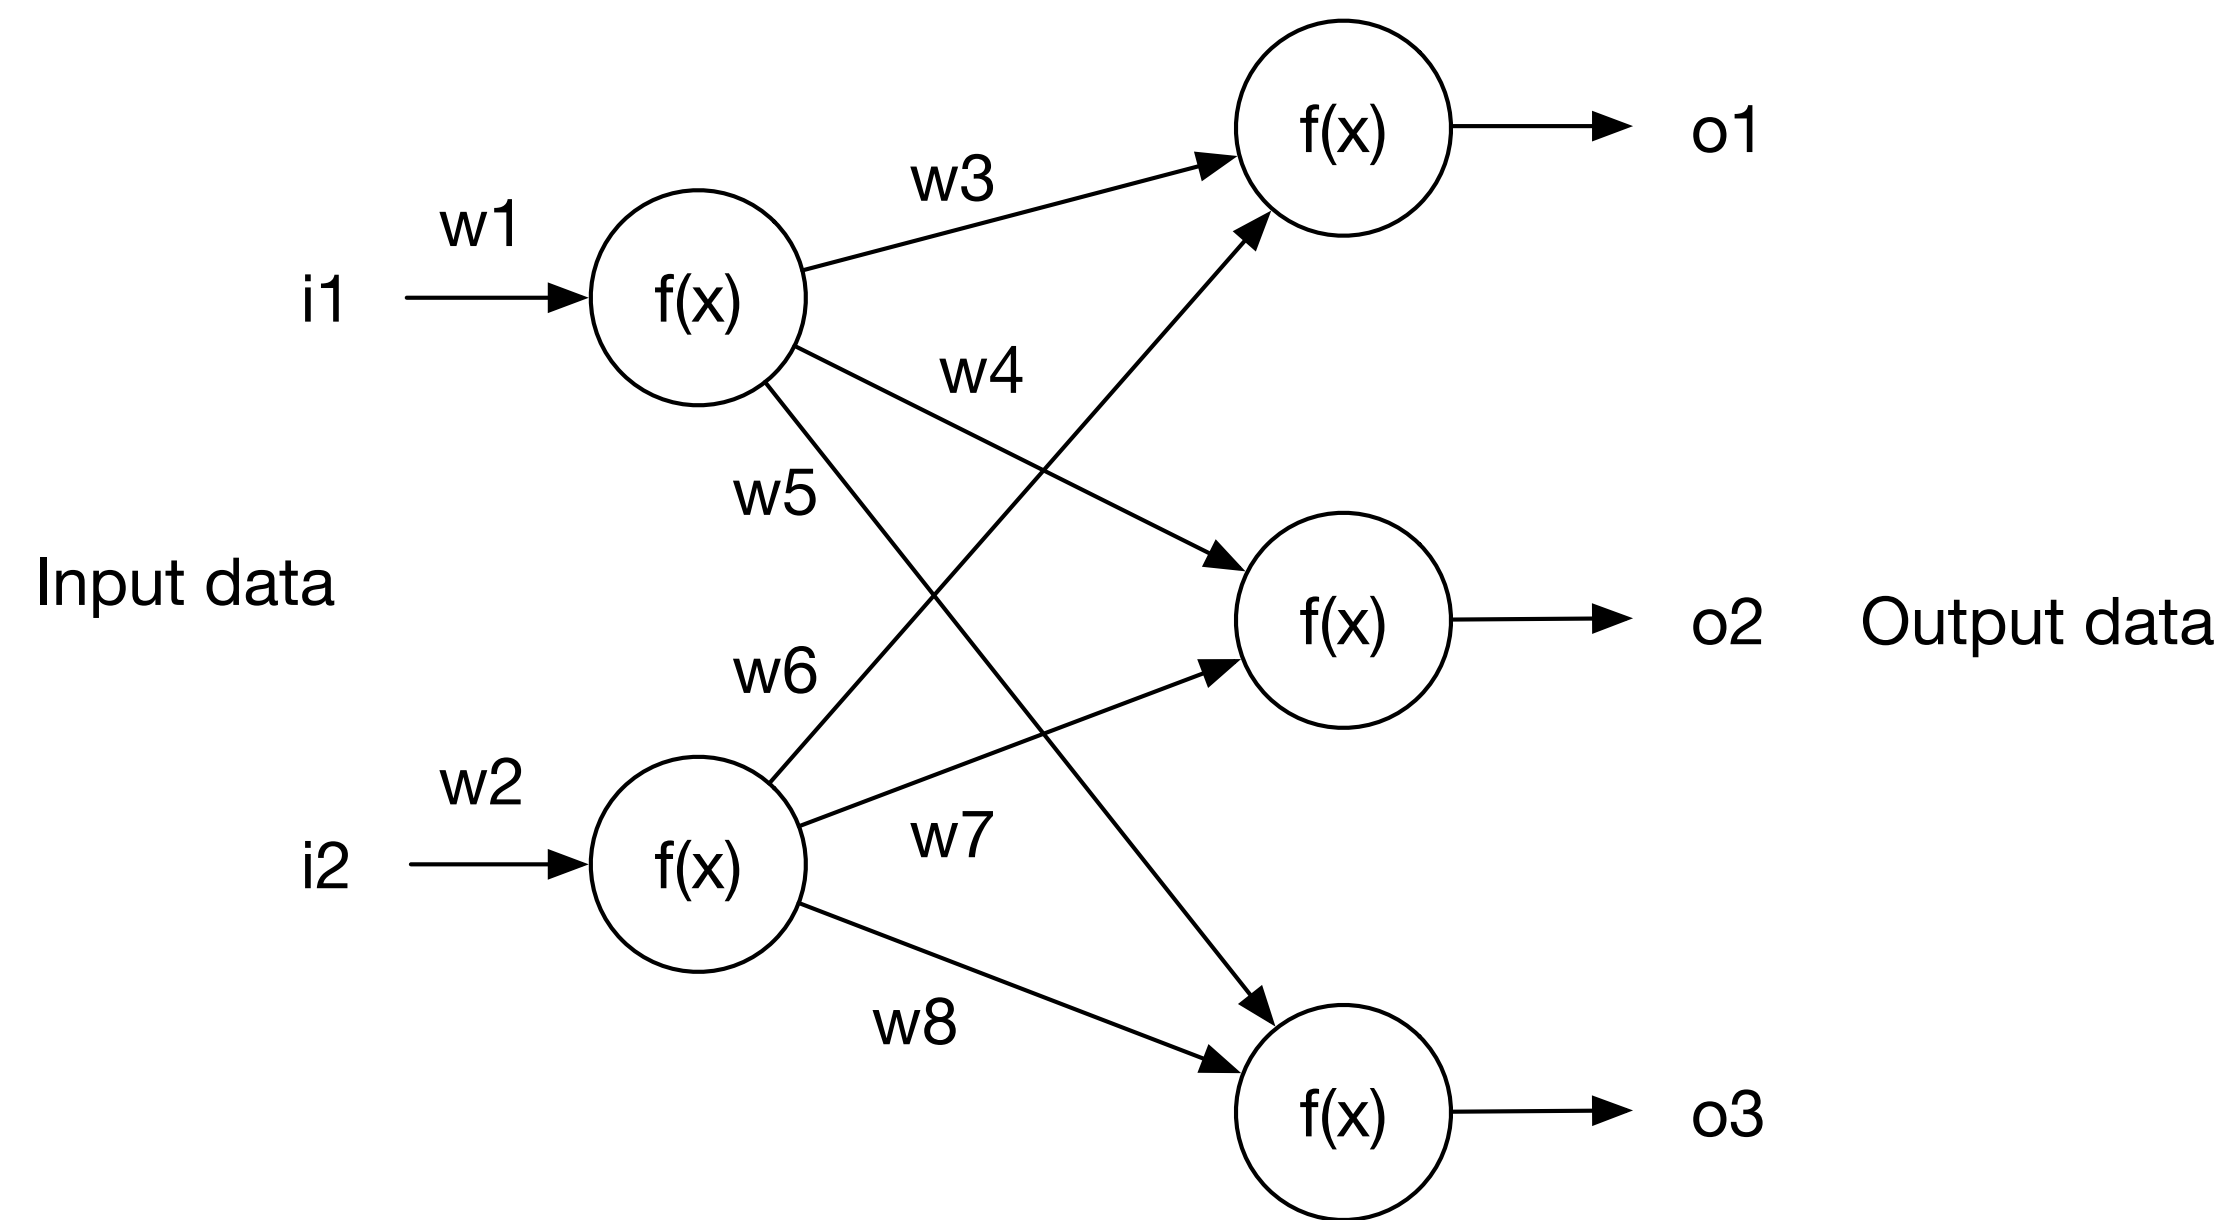 f(x)
o1
w3
w1
i1
f(x)
w4
w5
Input data
w6
f(x)
o2
Output data
w2
i2
f(x)
w7
w8
f(x)
o3